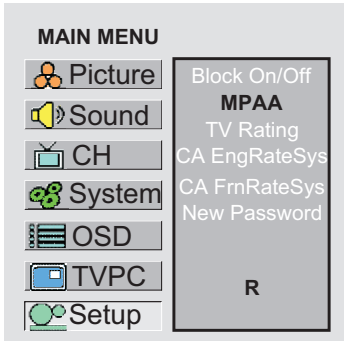 MAIN MENU
Picture
Sound
CH
System
OSD
TVPC
Setup
Block On/Off
MPAA
TV Rating
CA EngRateSys
CA FrnRateSys
New Password
R